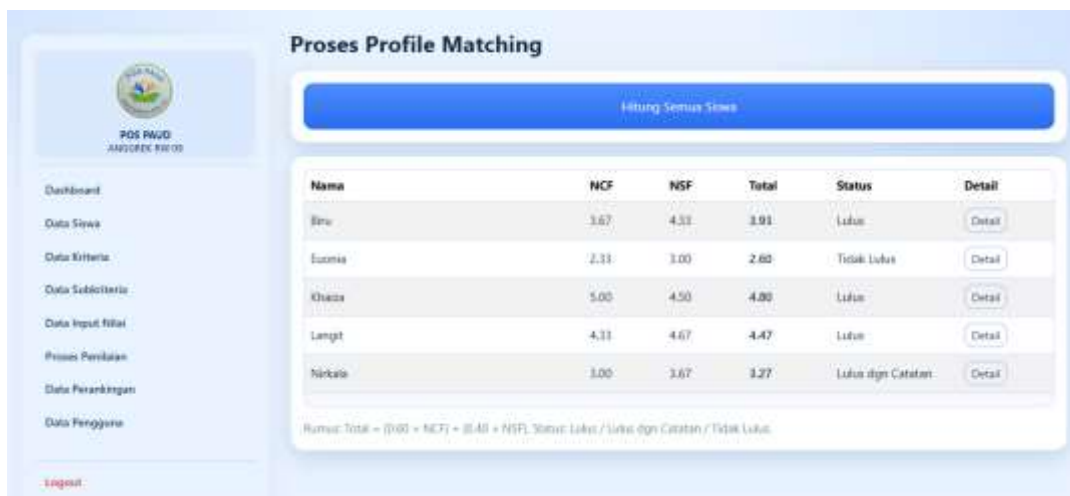 Proses Profile Matching
Hitung Semua Siswa
POS PAUD
ANGGREK RW 09
Dashboard
Data Siswa
Data Kriteria
Data Subkriteria
Data Input Nilai
Proses Penilaian
Data Perankingan
Data Pengguna
Logout
Nama NCF NSF Total Status Detail
Ibnu 3.67 4.33 3.93 Lulus Detail
2.33 3.00 2.60 Tidak Lulus Detail
5.00 4.50 4.80 Lulus Detail
Langit 4.33 4.67 4.47 Lulus Detail
Nirkala 3.00 3.67 3.27 Lulus dgn Catatan Detail
Rumus: Total = (0.60 × NCF) + (0.40 × NSF). Status: Lulus / Lulus dgn Catatan / Tidak Lulus.